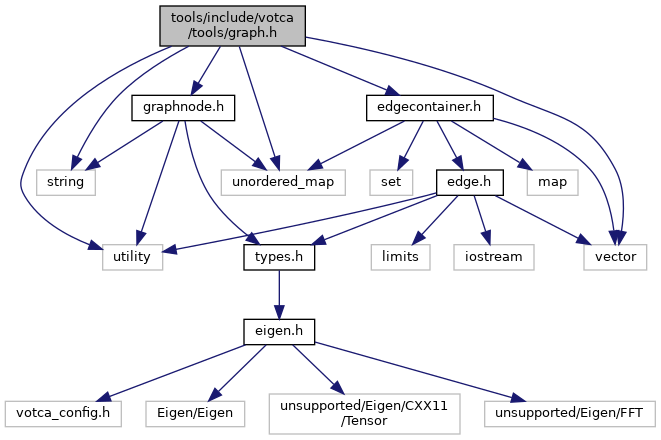 tools/include/votca
/tools/graph.h
graphnode.h
edgecontainer.h
string
unordered_map
set
edge.h
map
utility
types.h
limits
iostream
vector
eigen.h
votca_config.h
Eigen/Eigen
unsupported/Eigen/CXX11
/Tensor
unsupported/Eigen/FFT